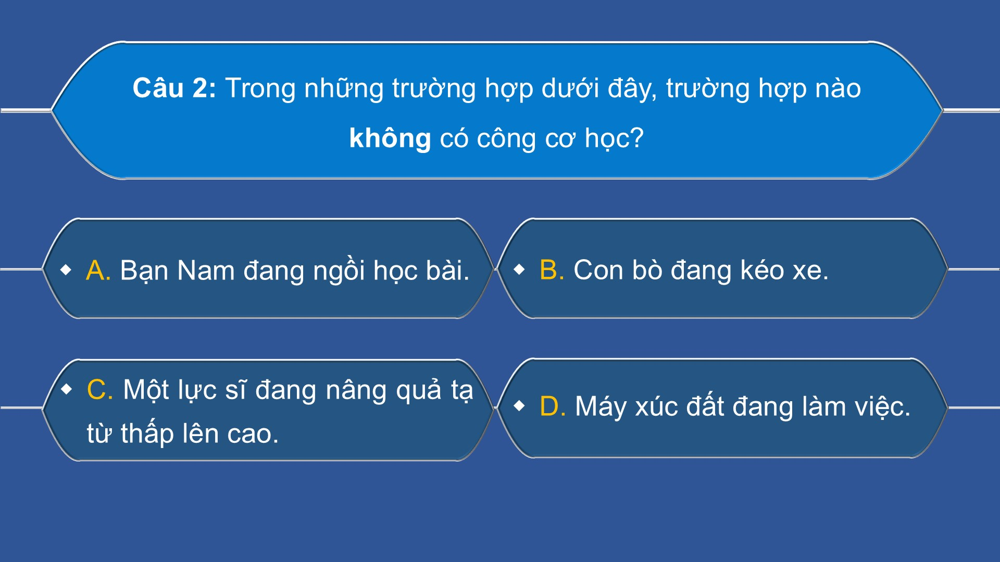 Câu 2: Trong những trường hợp dưới đây, trường hợp nào
không có công cơ học?
A. Bạn Nam đang ngồi học bài.
B. Con bò đang kéo xe.
C. Một lực sĩ đang nâng quả tạ
từ thấp lên cao.
D. Máy xúc đất đang làm việc.